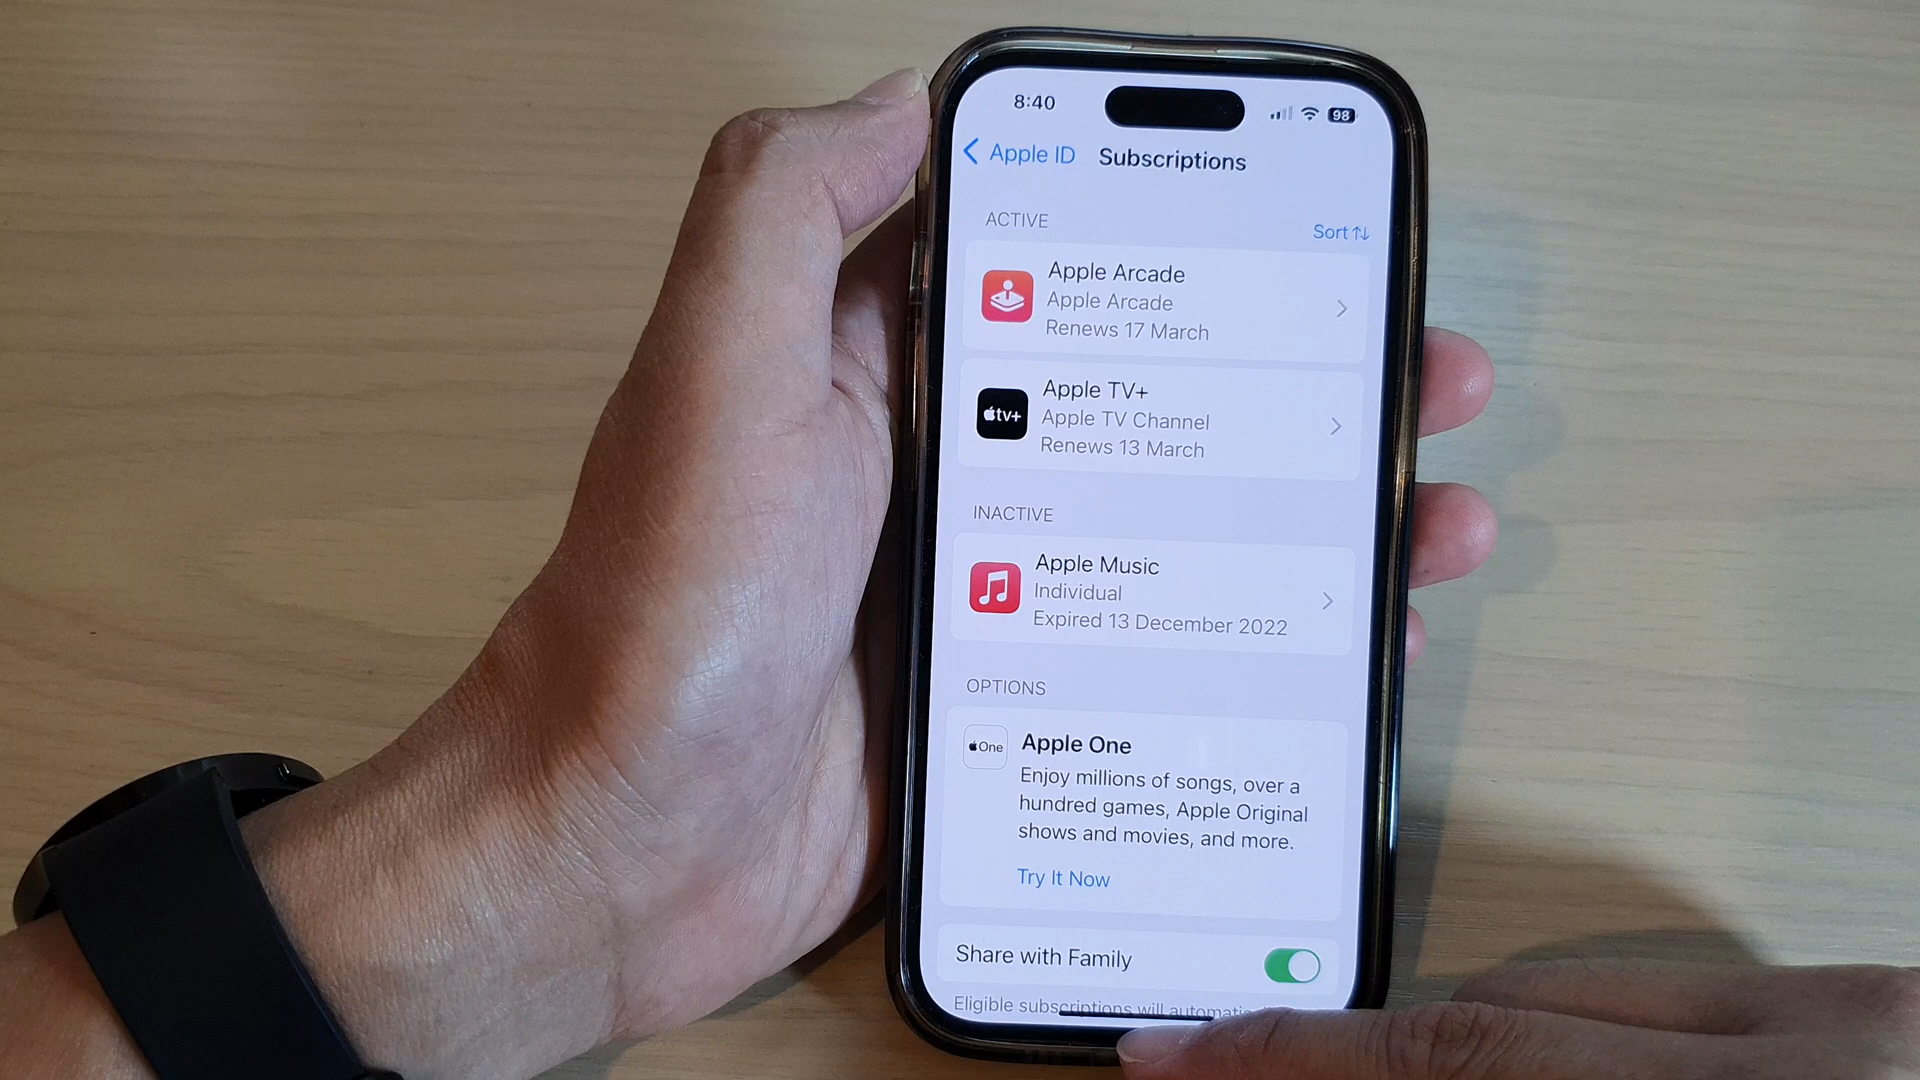 8:40
98
Apple ID
Subscriptions
ACTIVE
Sort
Apple Arcade
Apple Arcade
Renews 17 March
tv+
Apple TV+
Apple TV Channel
Renews 13 March
INACTIVE
Apple Music
Individual
Expired 13 December 2022
OPTIONS
One
Apple One
Enjoy millions of songs, over a
hundred games, Apple Original
shows and movies, and more.
Try It Now
Share with Family
Eligible subscriptions will